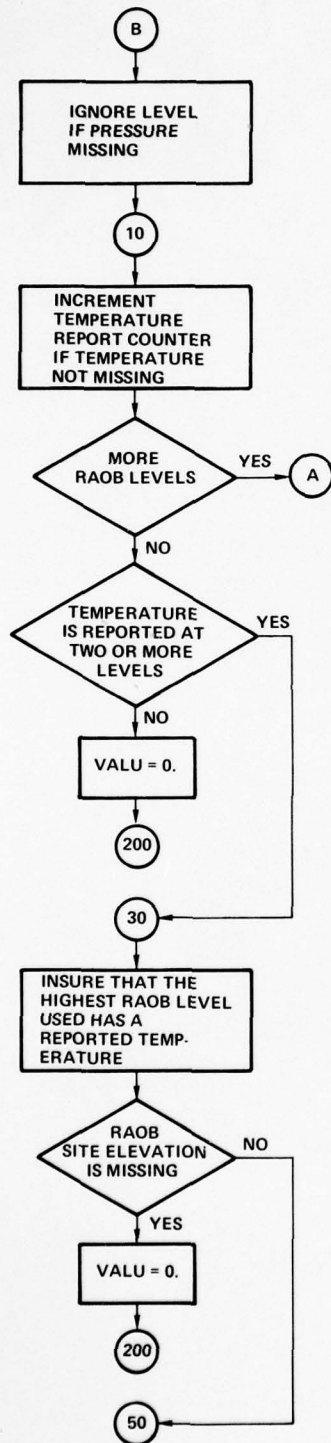 B
IGNORE LEVEL
IF PRESSURE
MISSING
10
INCREMENT
TEMPERATURE
REPORT COUNTER
IF TEMPERATURE
NOT MISSING
MORE
RAOB LEVELS
YES
A
NO
TEMPERATURE
IS REPORTED AT
TWO OR MORE
LEVELS
YES
NO
VALU = 0.
200
30
INSURE THAT THE
HIGHEST RAOB LEVEL
USED HAS A
REPORTED TEMP-
ERATURE
RAOB
SITE ELEVATION
IS MISSING
NO
YES
VALU = 0.
200
50